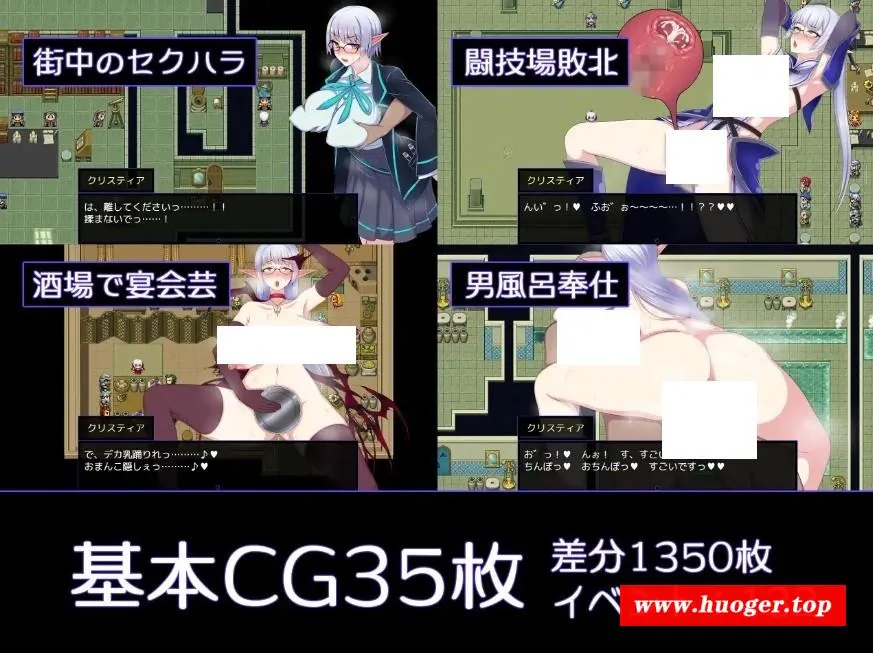 街中のセクハラ
クリスティア
は、離してくださいっ………！！
揉まないでっ……！
闘技場敗北
クリスティア
んい゛っ！♥　ふお゛ぉ～～～～…！！？？♥♥
酒場で宴会芸
クリスティア
で、デカ乳踊りれっ………♪♥
おまんこ隠しぇっ………♪♥
男風呂奉仕
クリスティア
お゛っ！♥　んぉ！　す、すご
ちんぽっ♥　おちんぽっ♥　すごいですっ♥♥
基本CG35枚
差分1350枚
イベ
www.huoger.top